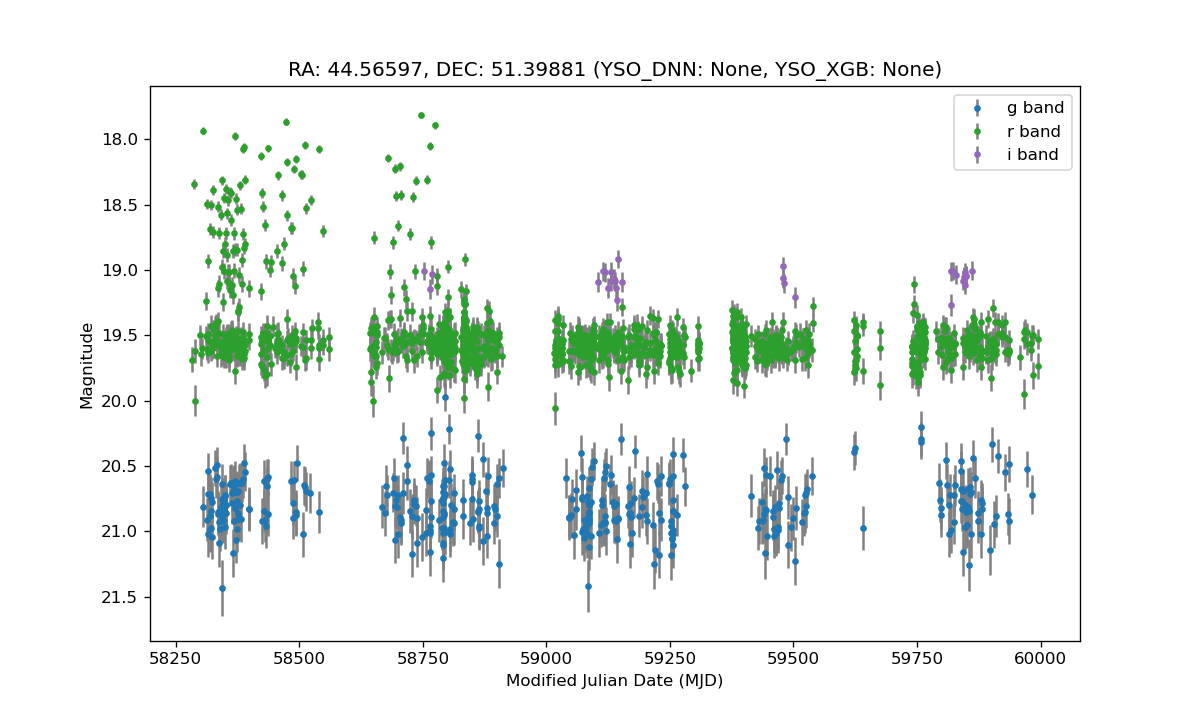 RA: 44.56597, DEC: 51.39881 (YSO_DNN: None, YSO_XGB: None)
g band
r band
i band
Magnitude
18.0
18.5
19.0
19.5
20.0
20.5
21.0
21.5
58250 58500 58750 59000 59250 59500 59750 60000
Modified Julian Date (MJD)